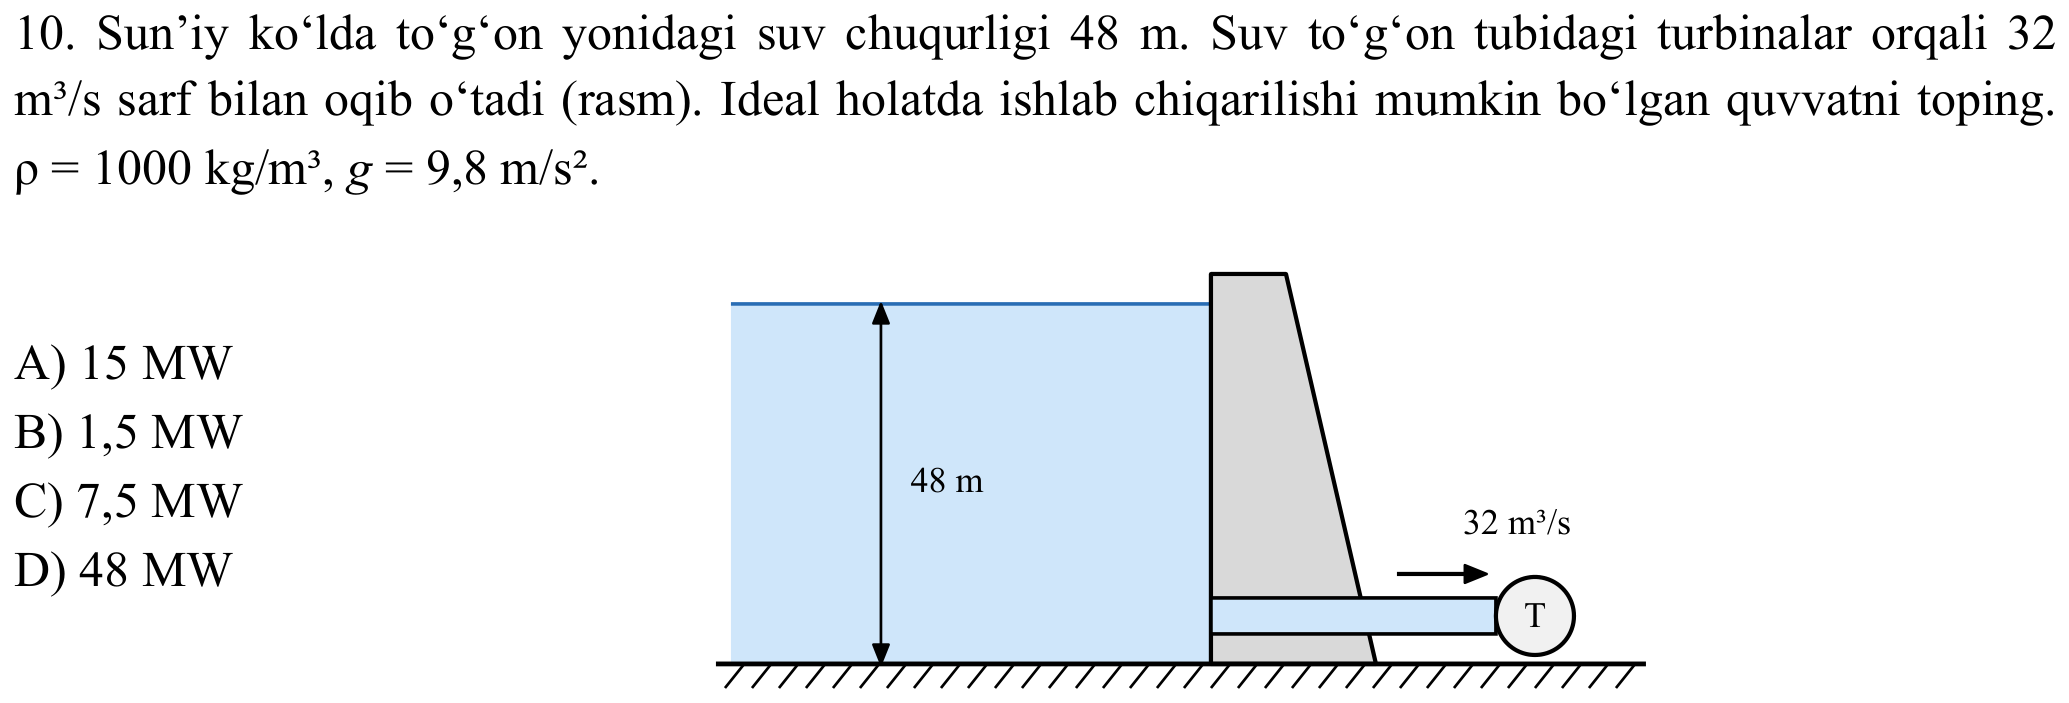 10. Sun’iy ko‘lda to‘g‘on yonidagi suv chuqurligi 48 m. Suv to‘g‘on tubidagi turbinalar orqali 32
m³/s sarf bilan oqib o‘tadi (rasm). Ideal holatda ishlab chiqarilishi mumkin bo‘lgan quvvatni toping.
ρ = 1000 kg/m³, g = 9,8 m/s².
A) 15 MW
B) 1,5 MW
C) 7,5 MW
D) 48 MW
48 m
32 m³/s
T